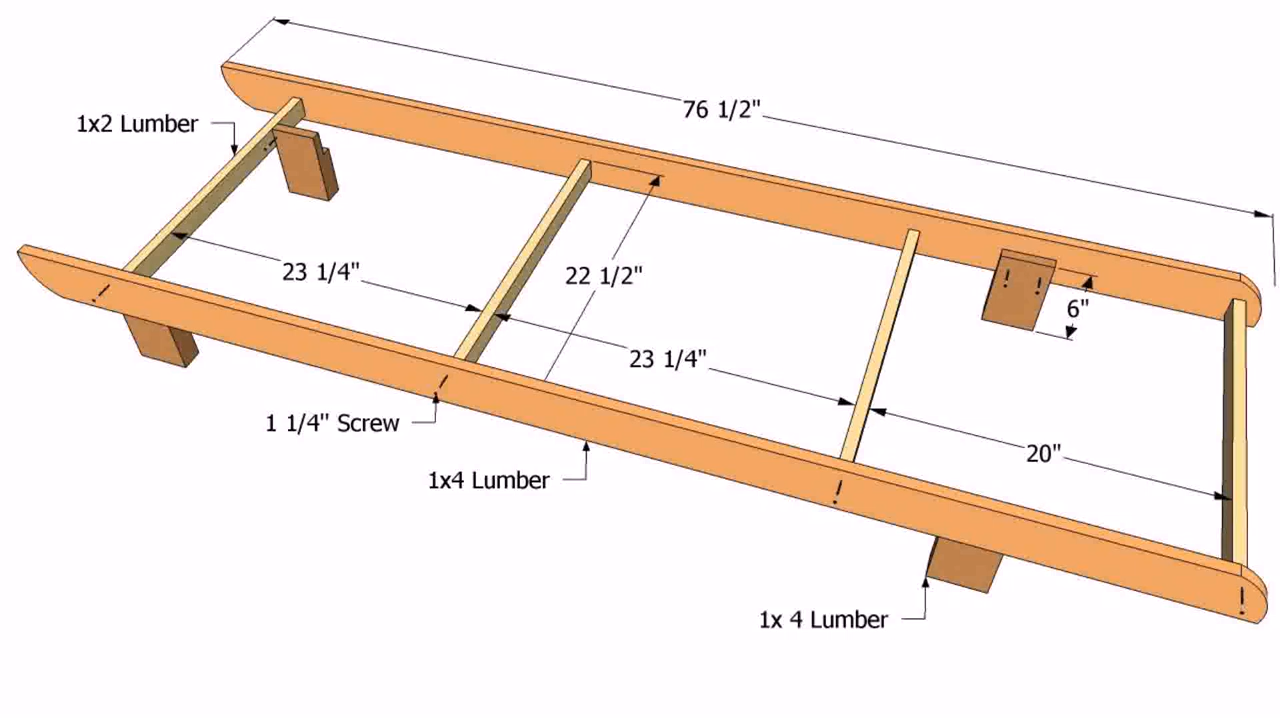 76 1/2"
1x2 Lumber
23 1/4"
22 1/2"
6"
23 1/4"
1 1/4" Screw
20"
1x4 Lumber
1x 4 Lumber